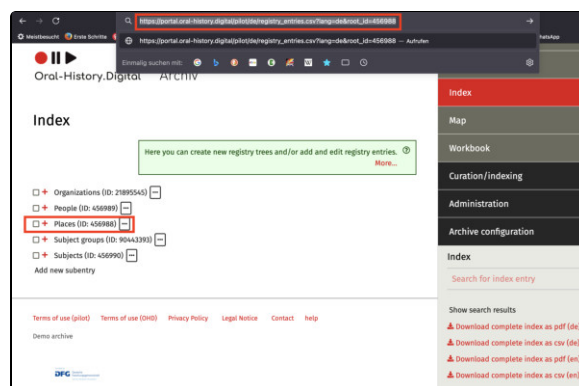 https://portal.oral-history.digital/pilot/de/registry_entries.csv?lang=de&root_id=456988
Meistbesucht Erste Schritte
https://portal.oral-history.digital/pilot/de/registry_entries.csv?lang=de&root_id=456988 — Aufrufen
hatsApp
Einmalig suchen mit:
Oral-History.Digital Archiv
Index
Index
Map
Workbook
Curation/indexing
Administration
Archive configuration
Here you can create new registry trees and/or add and edit registry entries.
More...
Organizations (ID: 21895545)
People (ID: 456989)
Places (ID: 456988)
Subject groups (ID: 90443393)
Subjects (ID: 456990)
Add new subentry
Index
Search for index entry
Show search results
Download complete index as pdf (de
Download complete index as csv (de)
Download complete index as pdf (en)
Download complete index as csv (en)
Terms of use (pilot) Terms of use (OHD) Privacy Policy Legal Notice Contact help
Demo archive
DFG